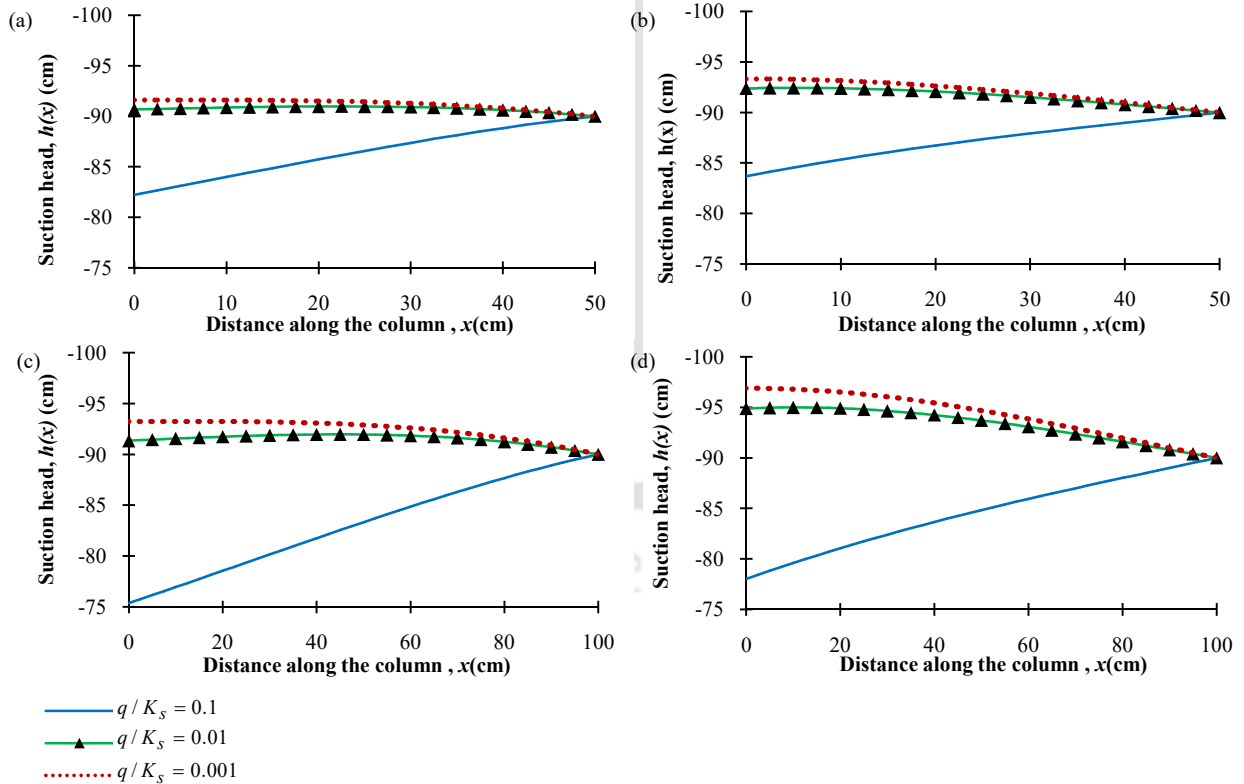 (a)
-100
-95
-90
-85
-80
-75
Suction head, h(x) (cm)
0 10 20 30 40 50
Distance along the column , x(cm)
(b)
-100
-95
-90
-85
-80
-75
Suction head, h(x) (cm)
0 10 20 30 40 50
Distance along the column , x(cm)
(c)
-100
-95
-90
-85
-80
-75
Suction head, h(x) (cm)
0 20 40 60 80 100
Distance along the column , x(cm)
(d)
-100
-95
-90
-85
-80
-75
Suction head, h(x) (cm)
0 20 40 60 80 100
Distance along the column , x(cm)
q / K_s = 0.1
q / K_s = 0.01
q / K_s = 0.001